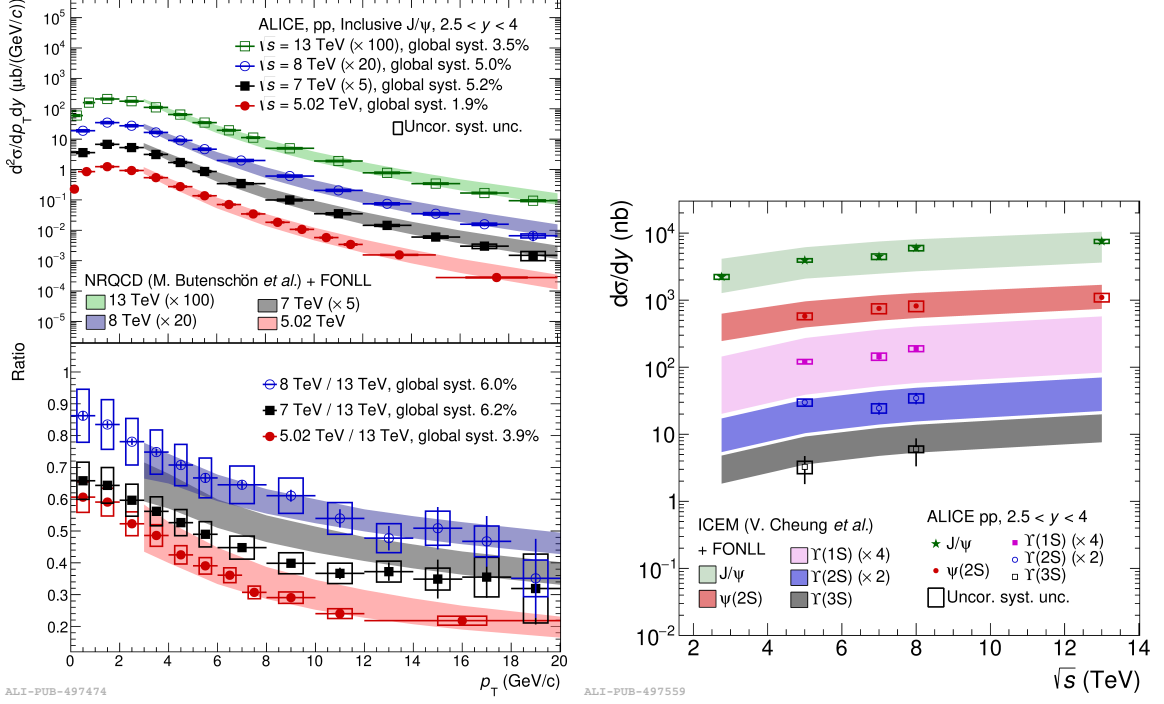 d²σ/dp_T dy (μb/(GeV/c))
10⁵
10⁴
10³
10²
10
1
10⁻¹
10⁻²
10⁻³
10⁻⁴
10⁻⁵
ALICE, pp, Inclusive J/ψ, 2.5 < y < 4
√s = 13 TeV (× 100), global syst. 3.5%
√s = 8 TeV (× 20), global syst. 5.0%
√s = 7 TeV (× 5), global syst. 5.2%
√s = 5.02 TeV, global syst. 1.9%
Uncor. syst. unc.
NRQCD (M. Butenschön et al.) + FONLL
13 TeV (× 100)
7 TeV (× 5)
8 TeV (× 20)
5.02 TeV
Ratio
1
0.9
0.8
0.7
0.6
0.5
0.4
0.3
0.2
8 TeV / 13 TeV, global syst. 6.0%
7 TeV / 13 TeV, global syst. 6.2%
5.02 TeV / 13 TeV, global syst. 3.9%
0 2 4 6 8 10 12 14 16 18 20
p_T (GeV/c)
ALI-PUB-497474
dσ/dy (nb)
10⁴
10³
10²
10
1
10⁻¹
10⁻²
ICEM (V. Cheung et al.)
+ FONLL
J/ψ
ψ(2S)
ϒ(1S) (× 4)
ϒ(2S) (× 2)
ϒ(3S)
ALICE pp, 2.5 < y < 4
J/ψ
ψ(2S)
ϒ(1S) (× 4)
ϒ(2S) (× 2)
ϒ(3S)
Uncor. syst. unc.
2 4 6 8 10 12 14
√s (TeV)
ALI-PUB-497559